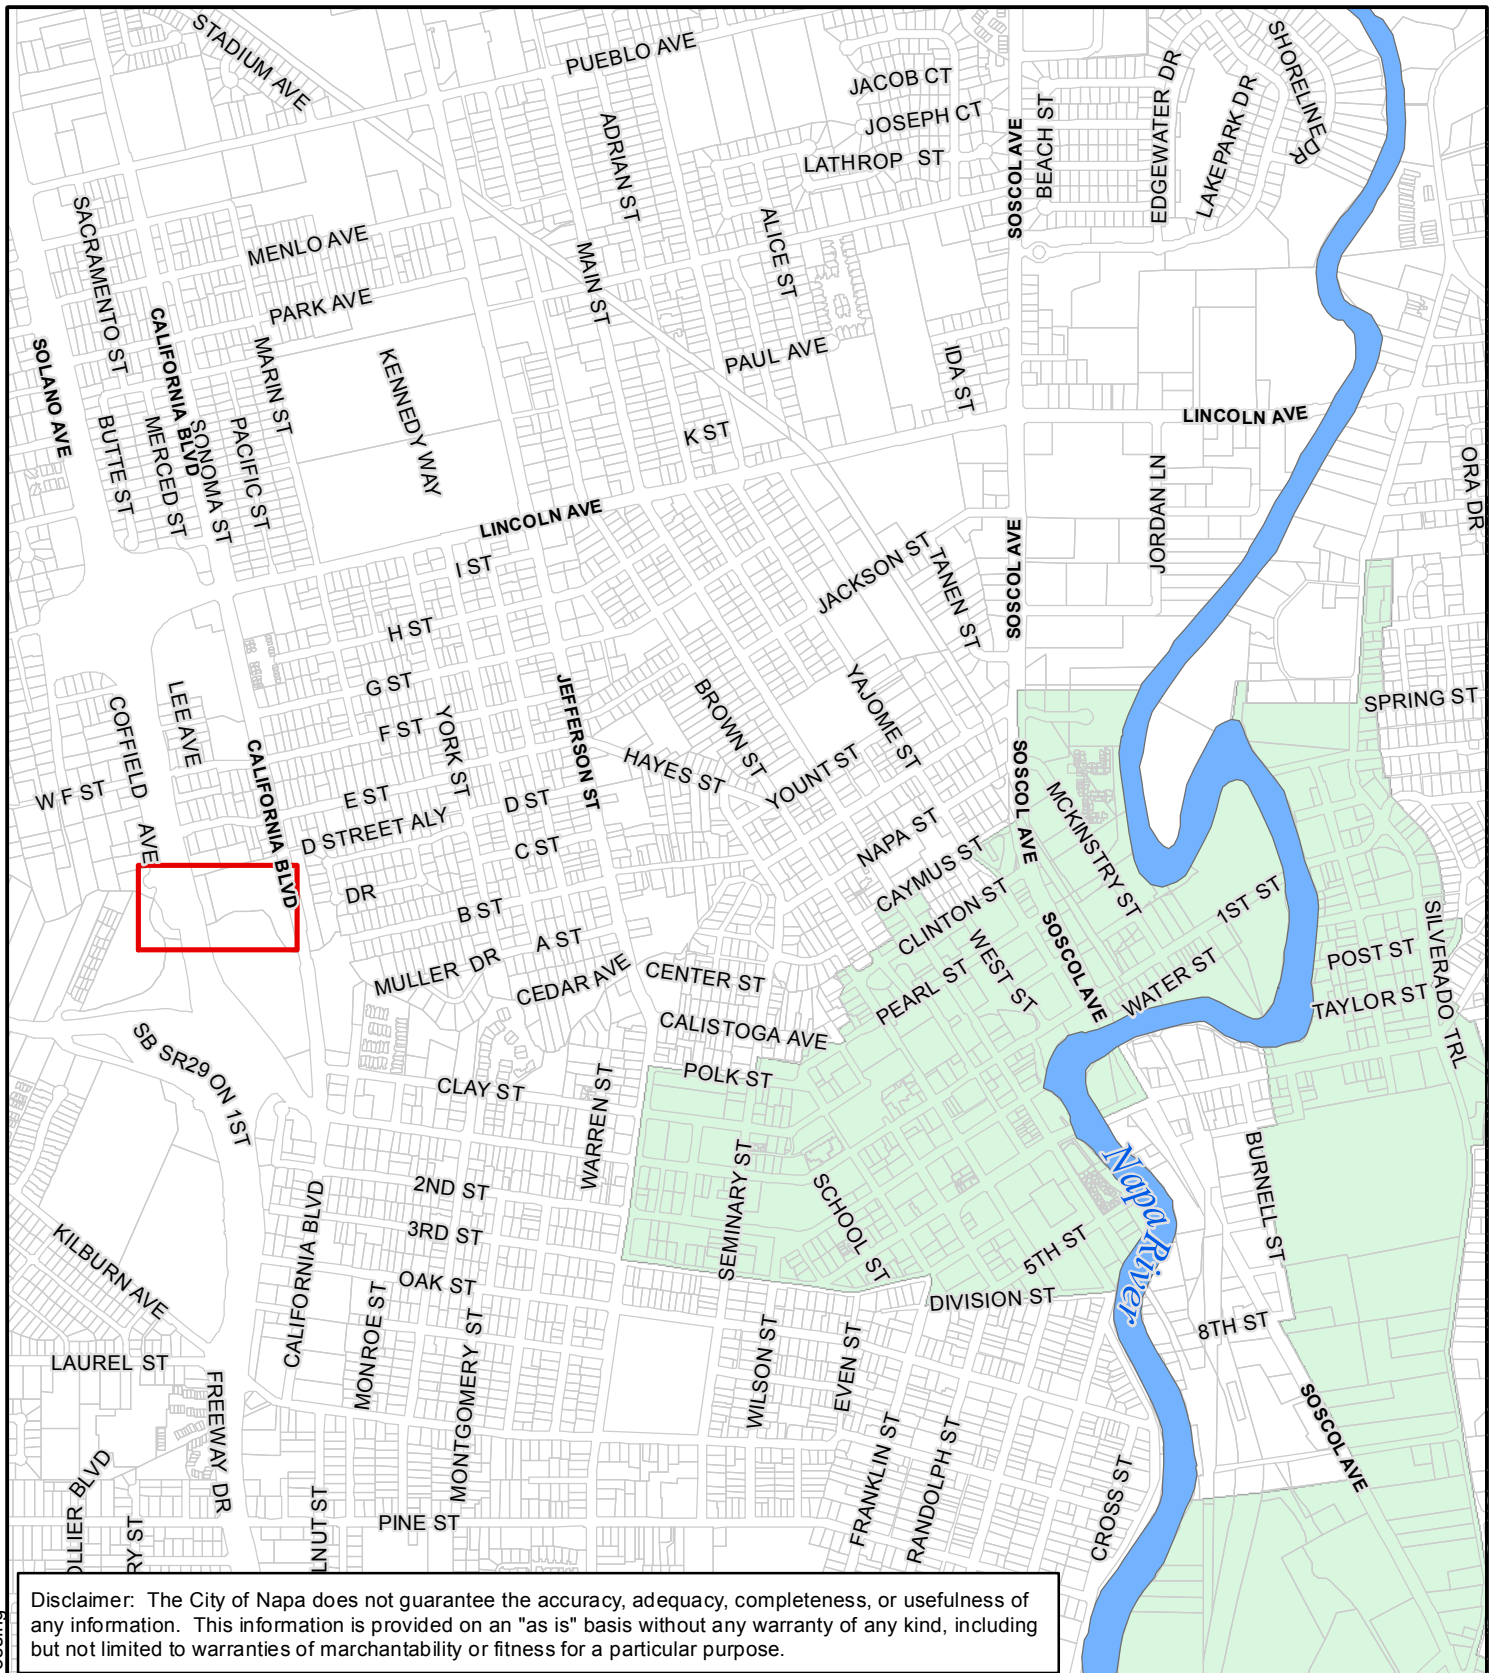 STADIUM AVE
PUEBLO AVE
JACOB CT
JOSEPH CT
LATHROP ST
ADRIAN ST
SOSCOL AVE
BEACH ST
EDGEWATER DR
LAKEPARK DR
SHORELINE DR
SACRAMENTO ST
MENLO AVE
PARK AVE
MAIN ST
ALICE ST
PAUL AVE
IDA ST
SOLANO AVE
CALIFORNIA BLVD
MARIN ST
KENNEDY WAY
BUTTE ST
MERCED ST
SONOMA ST
PACIFIC ST
K ST
LINCOLN AVE
LINCOLN AVE
JORDAN LN
ORA DR
I ST
H ST
G ST
F ST
E ST
D STREET ALY
D ST
C ST
JACKSON ST
TANEN ST
SOSCOL AVE
COFFIELD AVE
LEE AVE
CALIFORNIA BLVD
YORK ST
JEFFERSON ST
HAYES ST
BROWN ST
YAJOME ST
YOUNT ST
SPRING ST
W F ST
SOSCOL AVE
MCKINSTRY ST
NAPA ST
CAYMUS ST
CLINTON ST
DR
B ST
A ST
MULLER DR
CEDAR AVE
CENTER ST
CALISTOGA AVE
PEARL ST
WEST ST
SOSCOL AVE
WATER ST
1ST ST
POST ST
TAYLOR ST
SILVERADO TRL
SB SR29 ON 1ST
CLAY ST
WARREN ST
POLK ST
SEMINARY ST
SCHOOL ST
Napa River
BURNELL ST
2ND ST
3RD ST
OAK ST
CALIFORNIA BLVD
KILBURN AVE
MONROE ST
MONTGOMERY ST
5TH ST
DIVISION ST
8TH ST
LAUREL ST
FREEWAY DR
WILSON ST
EVEN ST
FRANKLIN ST
RANDOLPH ST
CROSS ST
SOSCOL AVE
OLLIER BLVD
RY ST
LNUT ST
PINE ST
Disclaimer: The City of Napa does not guarantee the accuracy, adequacy, completeness, or usefulness of
any information. This information is provided on an "as is" basis without any warranty of any kind, including
but not limited to warranties of marchantability or fitness for a particular purpose.